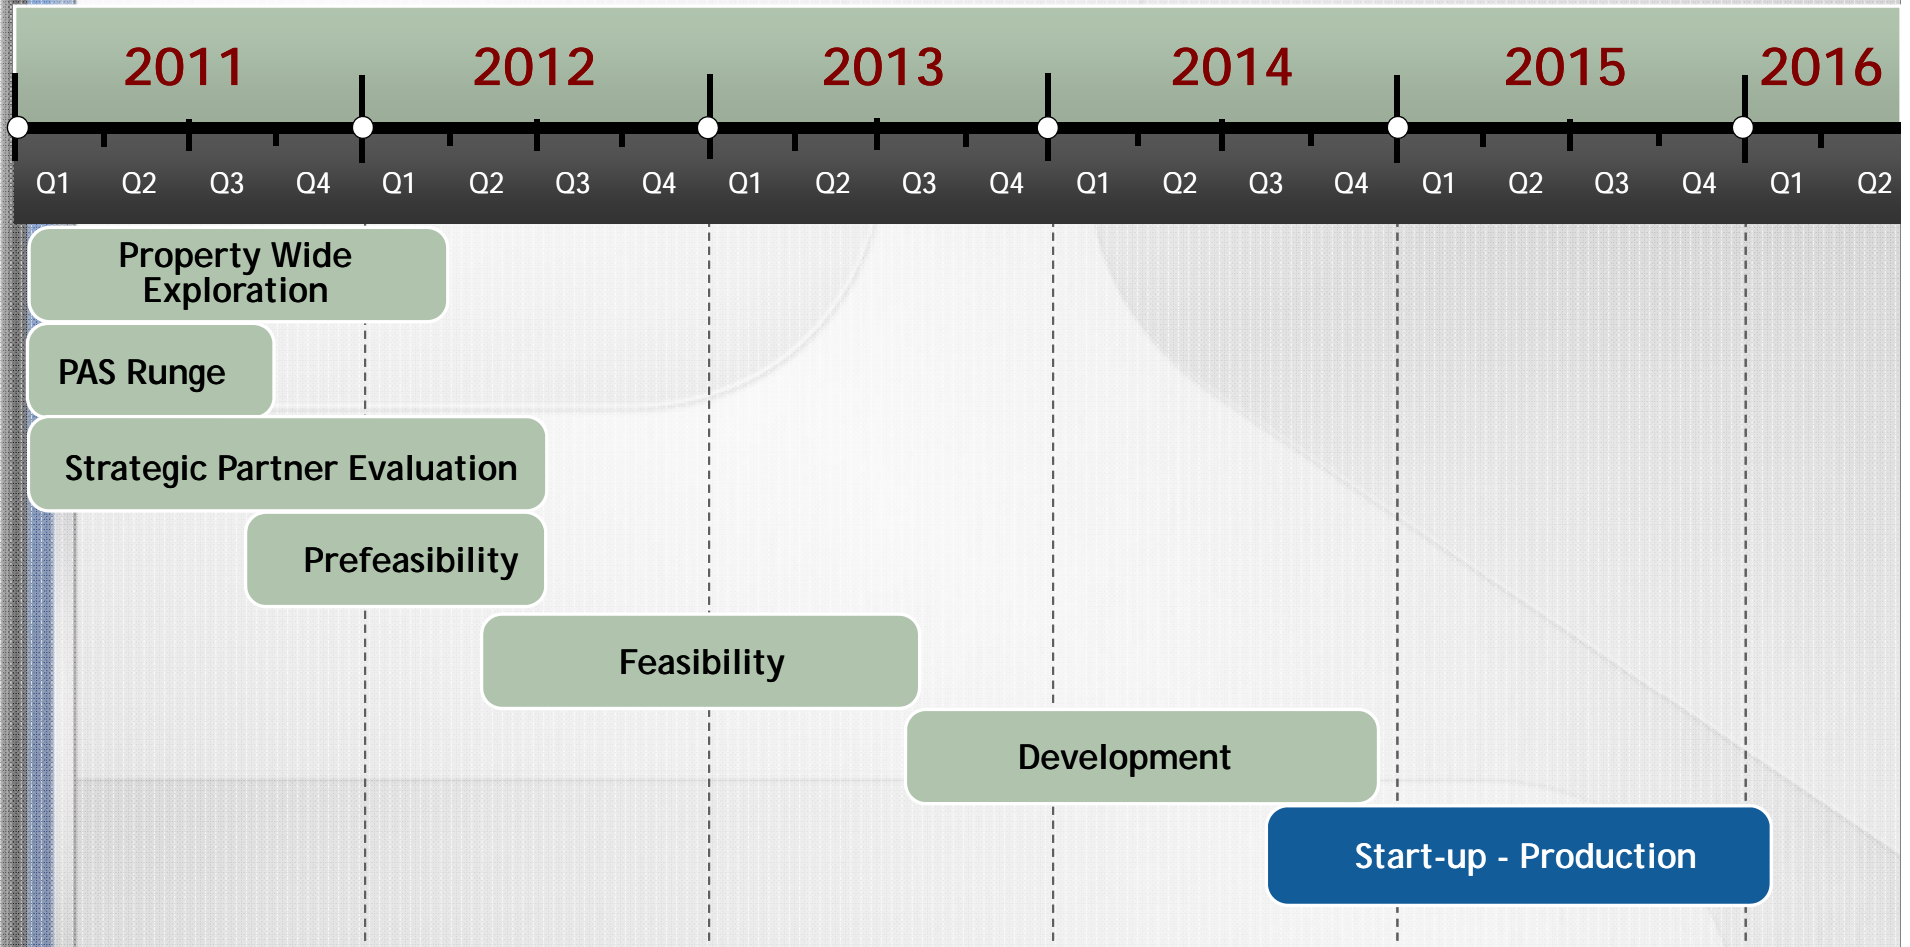 2011 2012 2013 2014 2015 2016
Q1 Q2 Q3 Q4 Q1 Q2 Q3 Q4 Q1 Q2 Q3 Q4 Q1 Q2 Q3 Q4 Q1 Q2 Q3 Q4 Q1 Q2
Property Wide
Exploration
PAS Runge
Strategic Partner Evaluation
Prefeasibility
Feasibility
Development
Start-up - Production